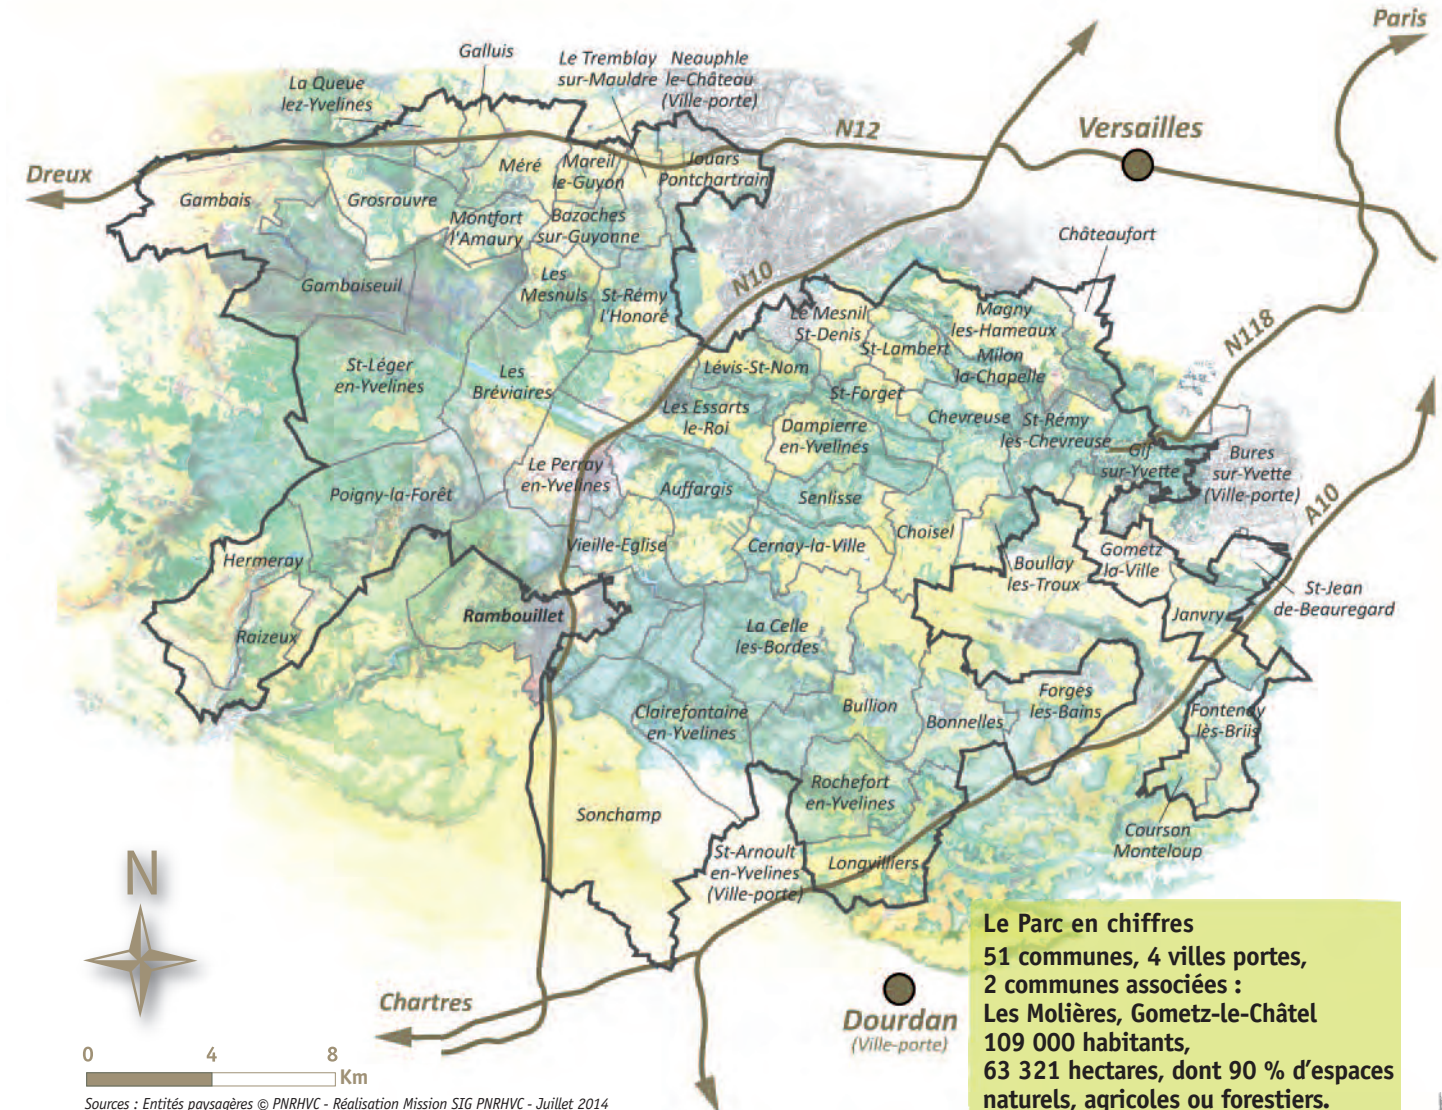 Paris
Galluis
Le Tremblay
sur-Mauldre
Neauphle
le-Château
(Ville-porte)
La Queue
lez-Yvelines
N12
Versailles
Dreux
Méré
Mareil
le-Guyon
Jouars
Pontchartrain
Gambais
Grosrouvre
Montfort
l'Amaury
Bazoches
sur-Guyonne
Châteaufort
Gambaiseuil
Les
Mesnuls
St-Rémy
l'Honoré
N10
Le Mesnil
St-Denis
Magny
les-Hameaux
St-Lambert
Milon
la-Chapelle
N118
St-Léger
en-Yvelines
Les
Bréviaires
Lévis-St-Nom
St-Forget
Les Essarts
le-Roi
Dampierre
en-Yvelines
Chevreuse
St-Rémy
lès-Chevreuse
Gif
sur-Yvette
Bures
sur-Yvette
(Ville-porte)
Le Perray
en-Yvelines
Poigny-la-Forêt
Auffargis
Senlisse
A10
Choisel
Vieille-Eglise
Cernay-la-Ville
Hermeray
Boullay
les-Troux
Gometz
la-Ville
St-Jean
de-Beauregard
Rambouillet
Raizeux
La Celle
les-Bordes
Janvry
Clairefontaine
en-Yvelines
Bullion
Bonnelles
Forges
les-Bains
Fontenay
lès-Briis
Rochefort
en-Yvelines
Sonchamp
Courson
Monteloup
St-Arnoult
en-Yvelines
(Ville-porte)
Longvilliers
N
Chartres
Dourdan
(Ville-porte)
Le Parc en chiffres
51 communes, 4 villes portes,
2 communes associées :
Les Molières, Gometz-le-Châtel
109 000 habitants,
63 321 hectares, dont 90 % d'espaces
naturels, agricoles ou forestiers.
0 4 8
Km
Sources : Entités paysagères © PNRHVC - Réalisation Mission SIG PNRHVC - Juillet 2014